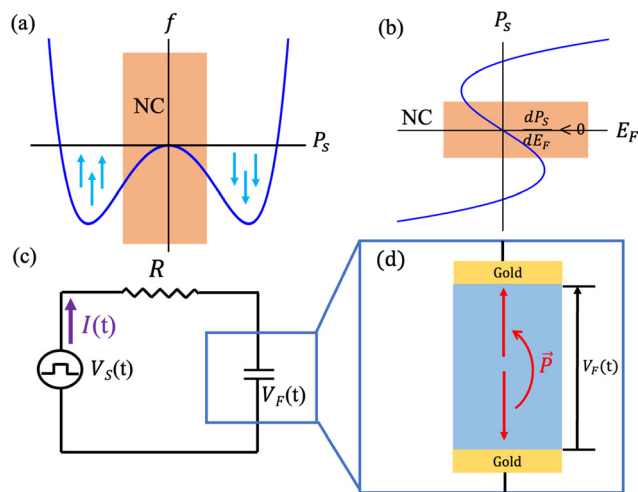 (a)
f
NC
P_s
(b)
P_s
NC
dP_s
dE_F
< 0
E_F
(c)
R
I(t)
V_S(t)
V_F(t)
(d)
Gold
P⃗
V_F(t)
Gold